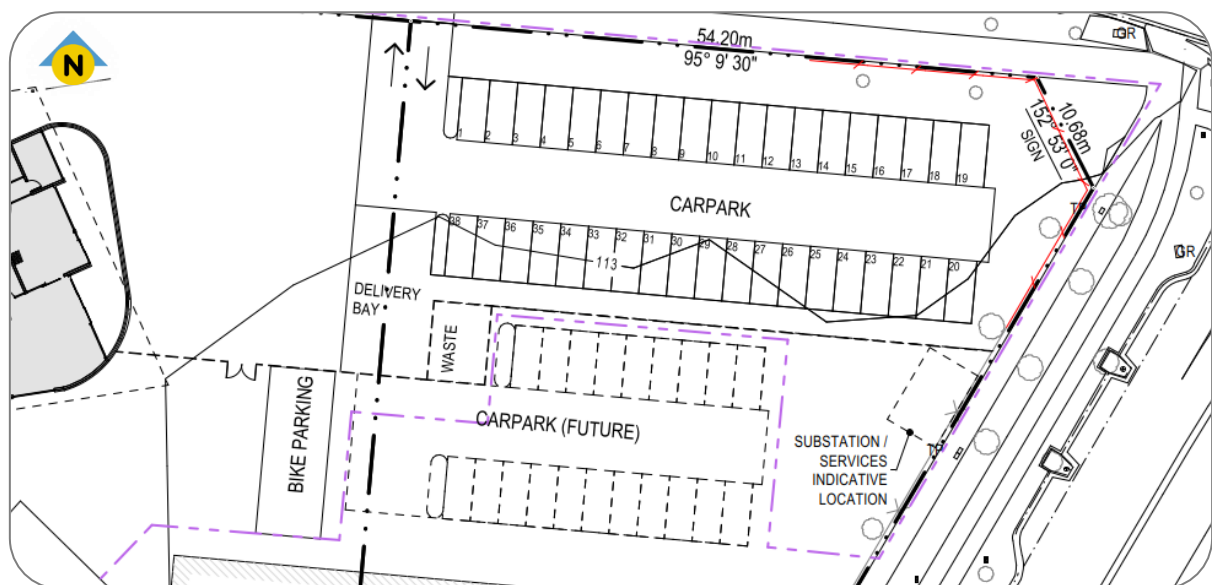 N
54.20m
95° 9' 30"
GR
10.68m
152° 53' 0"
SIGN
1 2 3 4 5 6 7 8 9 10 11 12 13 14 15 16 17 18 19
CARPARK
38 37 36 35 34 33 32 31 30 29 28 27 26 25 24 23 22 21 20
GR
113
DELIVERY
BAY
WASTE
BIKE PARKING
CARPARK (FUTURE)
SUBSTATION /
SERVICES
INDICATIVE
LOCATION